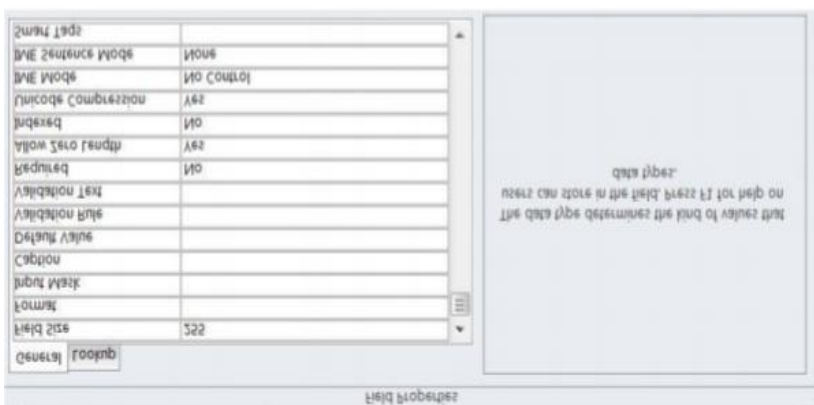 Field Properties
General Lookup
Field Size 255
Format
Input Mask
Caption
Default Value
Validation Rule
Validation Text
Required No
Allow Zero Length Yes
Indexed No
Unicode Compression Yes
IME Mode No Control
IME Sentence Mode None
Smart Tags
The data type determines the kind of values that
users can store in the field. Press F1 for help on
data types.